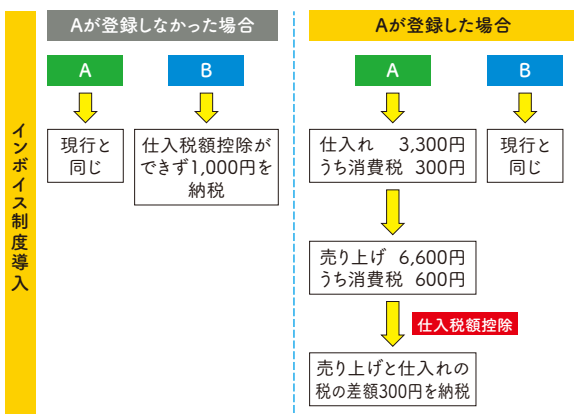 インボイス制度導入
Aが登録しなかった場合
A
B
現行と
同じ
仕入税額控除が
できず1,000円を
納税
Aが登録した場合
A
B
仕入れ 3,300円
うち消費税 300円
現行と
同じ
売り上げ 6,600円
うち消費税 600円
仕入税額控除
売り上げと仕入れの
税の差額300円を納税